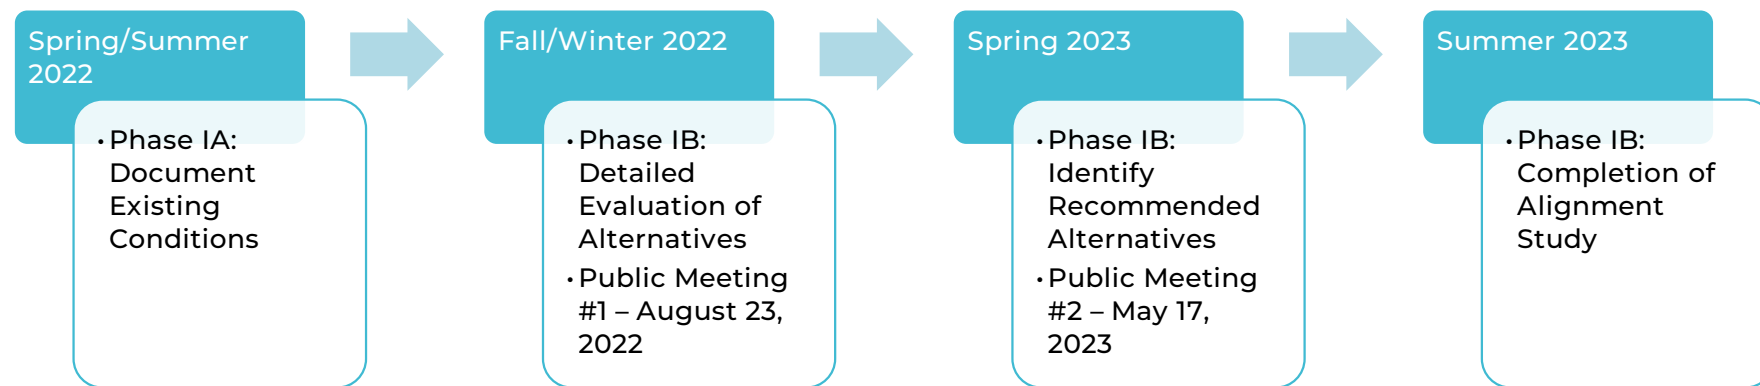 Spring/Summer
2022
• Phase IA:
Document
Existing
Conditions
Fall/Winter 2022
• Phase IB:
Detailed
Evaluation of
Alternatives
• Public Meeting
#1 – August 23,
2022
Spring 2023
• Phase IB:
Identify
Recommended
Alternatives
• Public Meeting
#2 – May 17,
2023
Summer 2023
• Phase IB:
Completion of
Alignment
Study